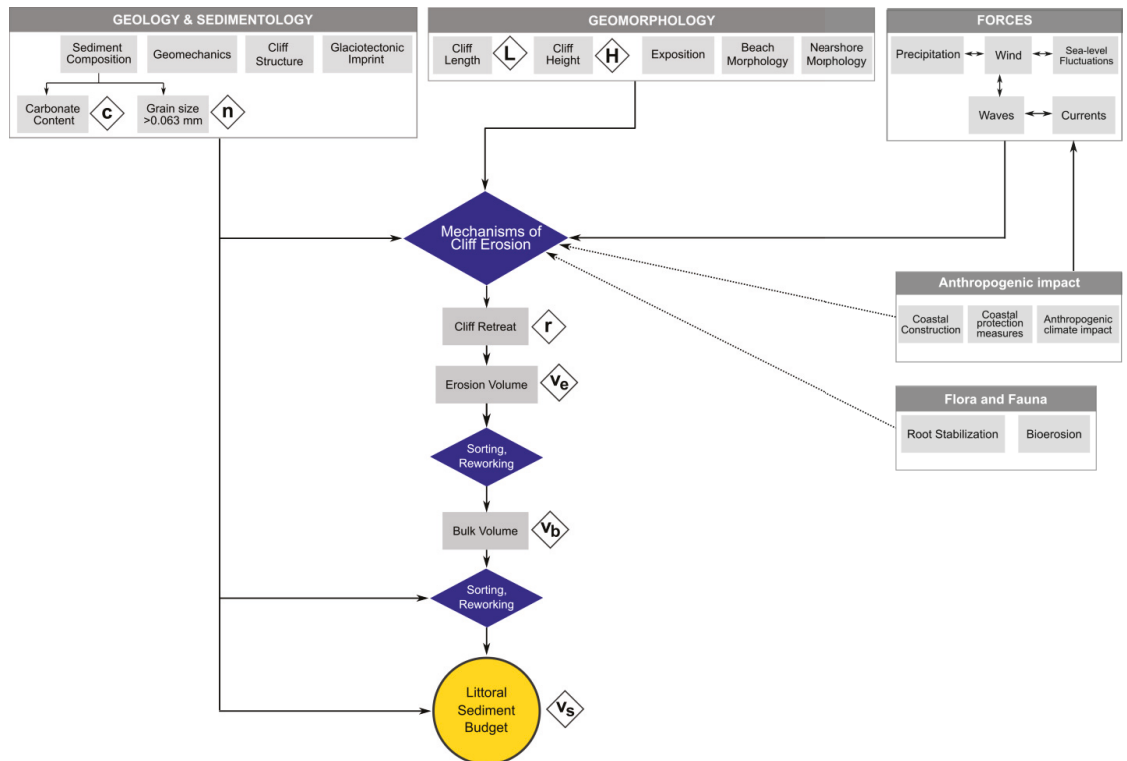 GEOLOGY & SEDIMENTOLOGY
Sediment
Composition
Geomechanics
Cliff
Structure
Glaciotectonic
Imprint
Carbonate
Content
c
Grain size
>0.063 mm
n
GEOMORPHOLOGY
Cliff
Length
L
Cliff
Height
H
Exposition
Beach
Morphology
Nearshore
Morphology
FORCES
Precipitation
Wind
Sea-level
Fluctuations
Waves
Currents
Mechanisms of
Cliff Erosion
Anthropogenic impact
Coastal
Construction
Coastal
protection
measures
Anthropogenic
climate impact
Cliff Retreat
r
Erosion Volume
ve
Flora and Fauna
Root Stabilization
Bioerosion
Sorting,
Reworking
Bulk Volume
vb
Sorting,
Reworking
Littoral
Sediment
Budget
vs